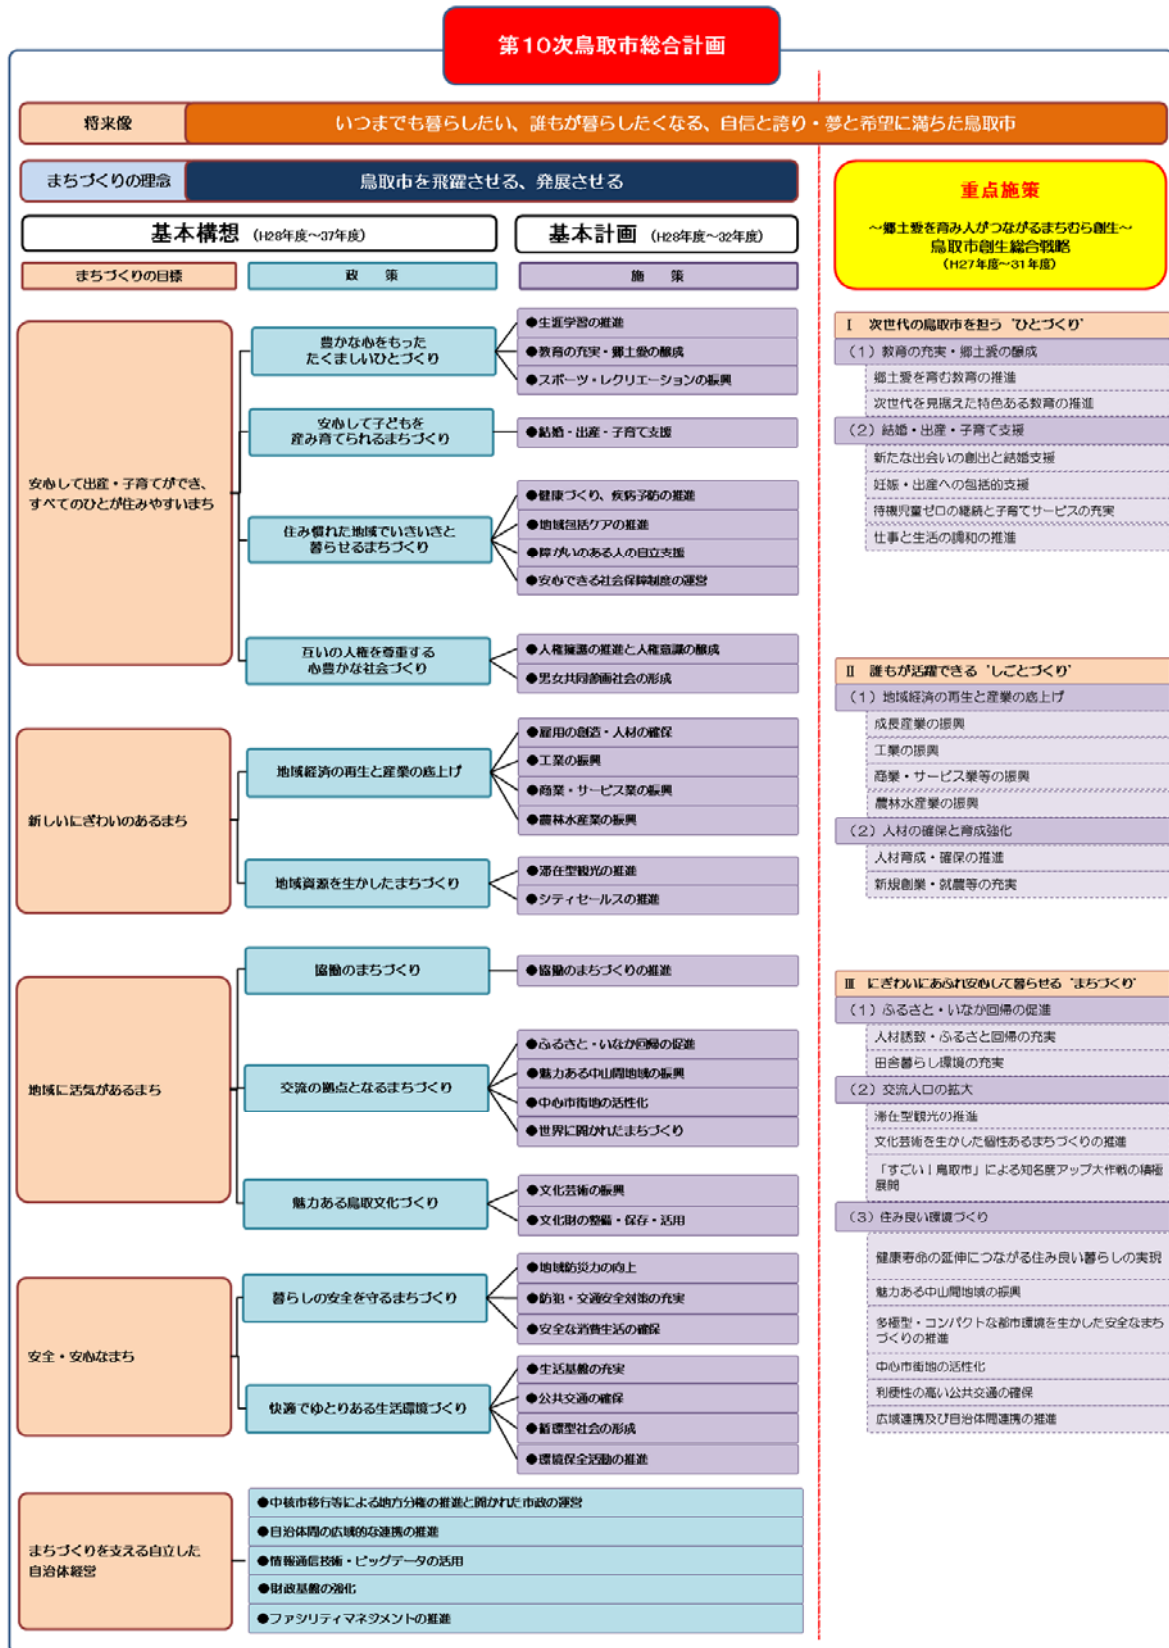 第10次鳥取市総合計画
将来像
いつまでも暮らしたい、誰もが暮らしたくなる、自信と誇り・夢と希望に満ちた鳥取市
まちづくりの理念
鳥取市を飛躍させる、発展させる
基本構想 (H28年度～37年度)
基本計画 (H28年度～32年度)
まちづくりの目標
政 策
施 策
安心して出産・子育てができ、
すべてのひとが住みやすいまち
豊かな心をもった
たくましいひとづくり
●生涯学習の推進
●教育の充実・郷土愛の醸成
●スポーツ・レクリエーションの振興
安心して子どもを
産み育てられるまちづくり
●結婚・出産・子育て支援
住み慣れた地域でいきいきと
暮らせるまちづくり
●健康づくり、疾病予防の推進
●地域包括ケアの推進
●障がいのある人の自立支援
●安心できる社会保障制度の運営
互いの人権を尊重する
心豊かな社会づくり
●人権擁護の推進と人権意識の醸成
●男女共同参画社会の形成
新しいにぎわいのあるまち
地域経済の再生と産業の底上げ
●雇用の創造・人材の確保
●工業の振興
●商業・サービス業の振興
●農林水産業の振興
地域資源を生かしたまちづくり
●滞在型観光の推進
●シティセールスの推進
地域に活気があるまち
協働のまちづくり
●協働のまちづくりの推進
交流の拠点となるまちづくり
●ふるさと・いなか回帰の促進
●魅力ある中山間地域の振興
●中心市街地の活性化
●世界に開かれたまちづくり
魅力ある鳥取文化づくり
●文化芸術の振興
●文化財の整備・保存・活用
安全・安心なまち
暮らしの安全を守るまちづくり
●地域防災力の向上
●防犯・交通安全対策の充実
●安全な消費生活の確保
快適でゆとりある生活環境づくり
●生活基盤の充実
●公共交通の確保
●循環型社会の形成
●環境保全活動の推進
まちづくりを支える自立した
自治体経営
●中核市移行等による地方分権の推進と開かれた市政の運営
●自治体間の広域的な連携の推進
●情報通信技術・ビッグデータの活用
●財政基盤の強化
●ファシリティマネジメントの推進
重点施策
～郷土愛を育み人がつながるまちむら創生～
鳥取市創生総合戦略
(H27年度～31年度)
Ⅰ 次世代の鳥取市を担う “ひとづくり”
(1) 教育の充実・郷土愛の醸成
郷土愛を育む教育の推進
次世代を見据えた特色ある教育の推進
(2) 結婚・出産・子育て支援
新たな出会いの創出と結婚支援
妊娠・出産への包括的支援
待機児童ゼロの継続と子育てサービスの充実
仕事と生活の調和の推進
Ⅱ 誰もが活躍できる “しごとづくり”
(1) 地域経済の再生と産業の底上げ
成長産業の振興
工業の振興
商業・サービス業等の振興
農林水産業の振興
(2) 人材の確保と育成強化
人材育成・確保の推進
新規創業・就農等の充実
Ⅲ にぎわいにあふれ安心して暮らせる “まちづくり”
(1) ふるさと・いなか回帰の促進
人材誘致・ふるさと回帰の充実
田舎暮らし環境の充実
(2) 交流人口の拡大
滞在型観光の推進
文化芸術を生かした個性あるまちづくりの推進
「すごい！鳥取市」による知名度アップ大作戦の積極
展開
(3) 住み良い環境づくり
健康寿命の延伸につながる住み良い暮らしの実現
魅力ある中山間地域の振興
多極型・コンパクトな都市環境を生かした安全なまち
づくりの推進
中心市街地の活性化
利便性の高い公共交通の確保
広域連携及び自治体間連携の推進